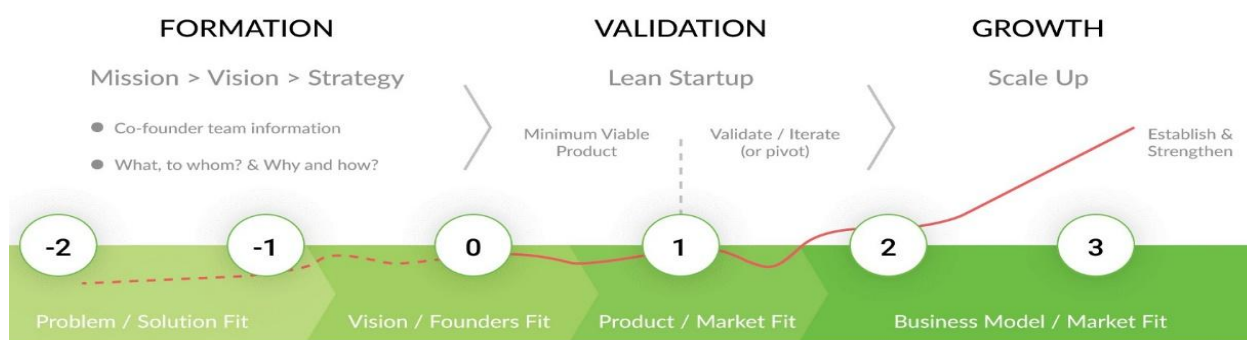 FORMATION
Mission > Vision > Strategy
Co-founder team information
What, to whom? & Why and how?
VALIDATION
Lean Startup
Minimum Viable
Product
Validate / Iterate
(or pivot)
GROWTH
Scale Up
Establish &
Strengthen
-2
-1
0
1
2
3
Problem / Solution Fit
Vision / Founders Fit
Product / Market Fit
Business Model / Market Fit